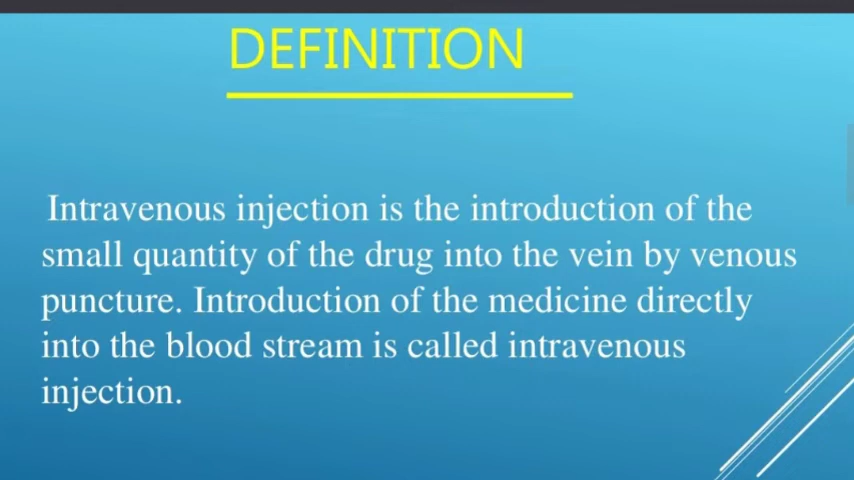 DEFINITION
Intravenous injection is the introduction of the
small quantity of the drug into the vein by venous
puncture. Introduction of the medicine directly
into the blood stream is called intravenous
injection.